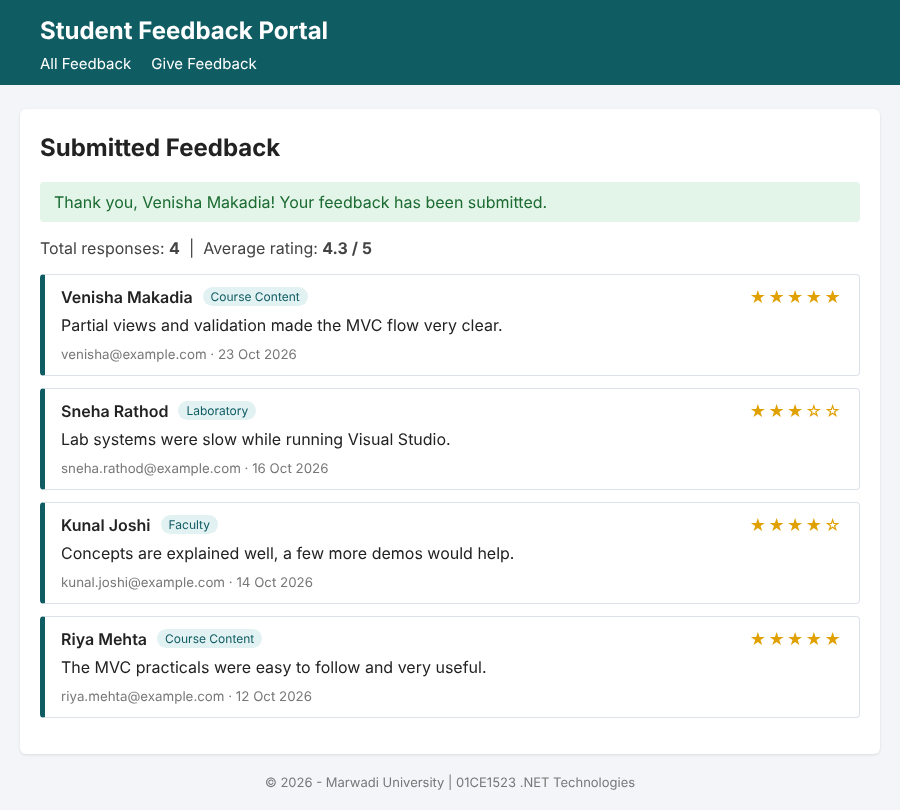 Student Feedback Portal
All Feedback Give Feedback
Submitted Feedback
Thank you, Venisha Makadia! Your feedback has been submitted.
Total responses: 4 | Average rating: 4.3 / 5
Venisha Makadia Course Content ★★★★★
Partial views and validation made the MVC flow very clear.
venisha@example.com · 23 Oct 2026
Sneha Rathod Laboratory ★★★☆☆
Lab systems were slow while running Visual Studio.
sneha.rathod@example.com · 16 Oct 2026
Kunal Joshi Faculty ★★★★☆
Concepts are explained well, a few more demos would help.
kunal.joshi@example.com · 14 Oct 2026
Riya Mehta Course Content ★★★★★
The MVC practicals were easy to follow and very useful.
riya.mehta@example.com · 12 Oct 2026
© 2026 - Marwadi University | 01CE1523 .NET Technologies